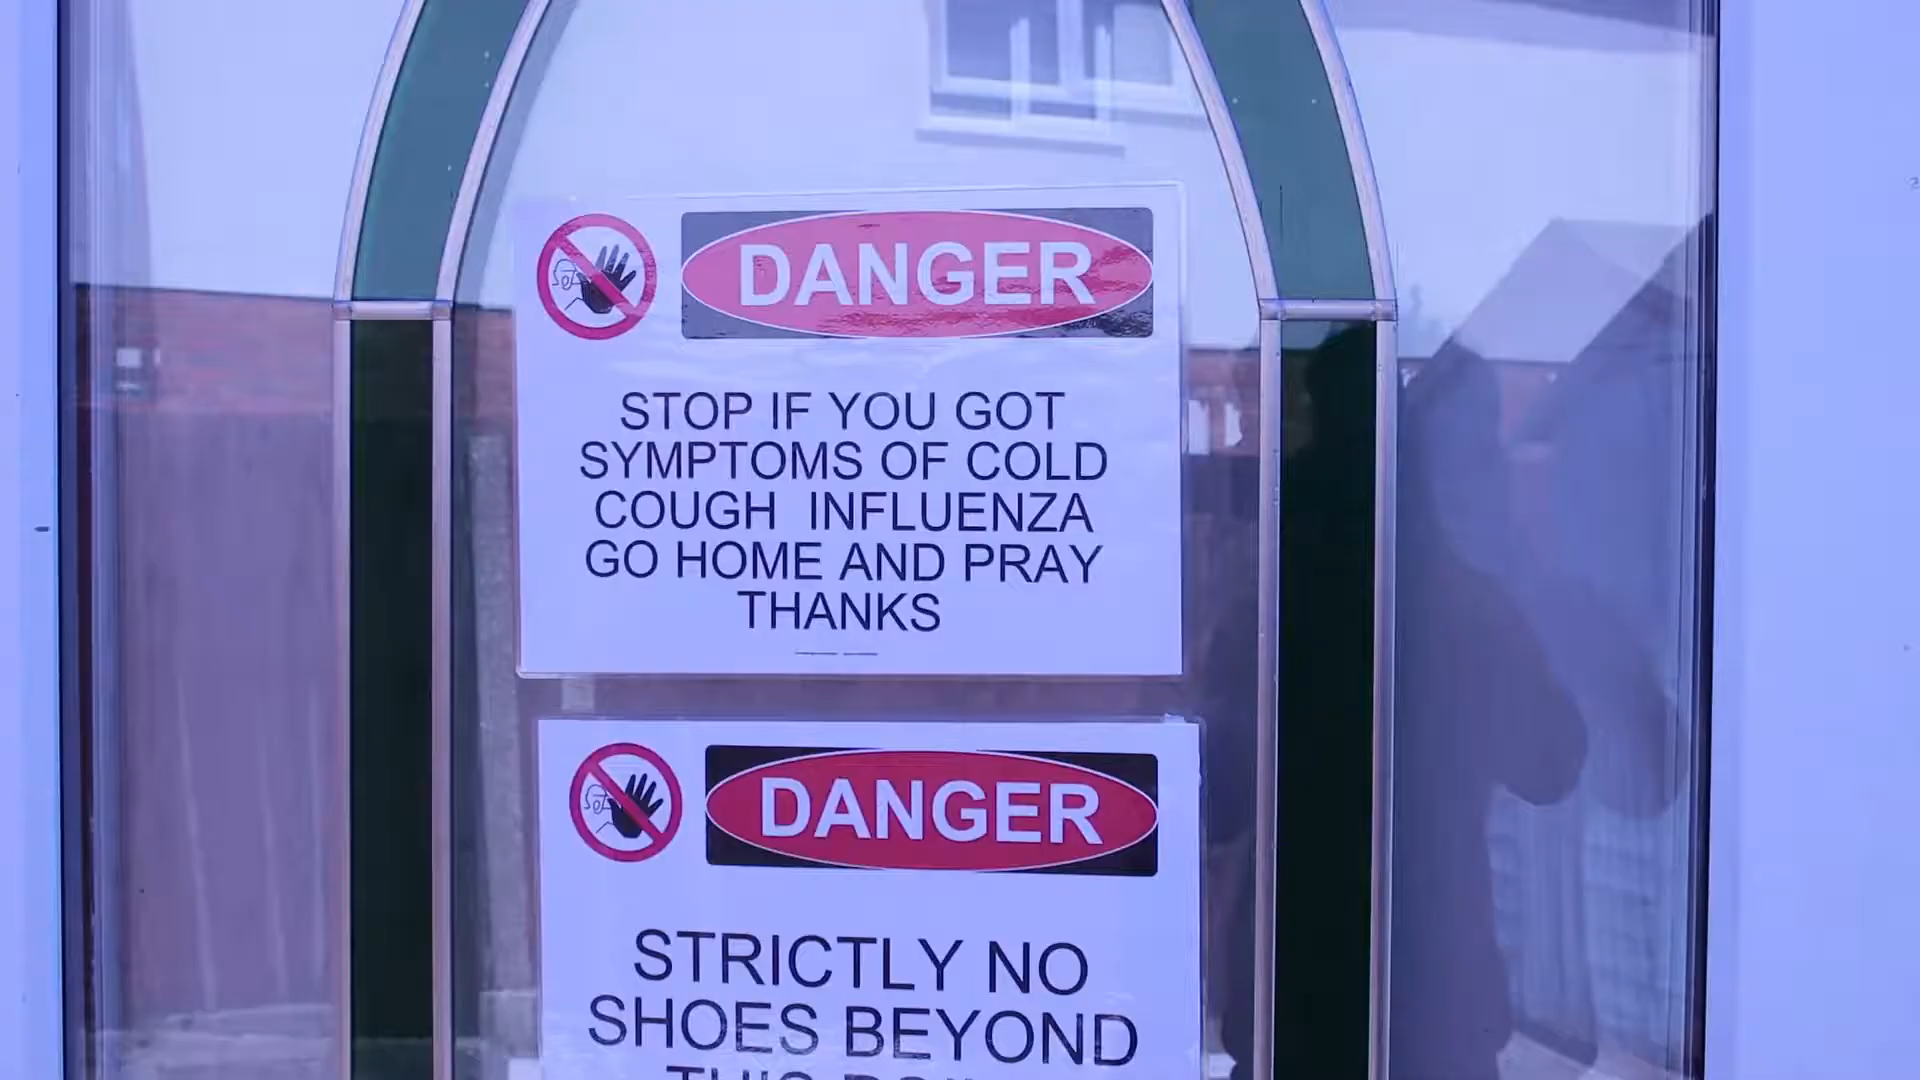 DANGER
STOP IF YOU GOT
SYMPTOMS OF COLD
COUGH INFLUENZA
GO HOME AND PRAY
THANKS
DANGER
STRICTLY NO
SHOES BEYOND
THIS